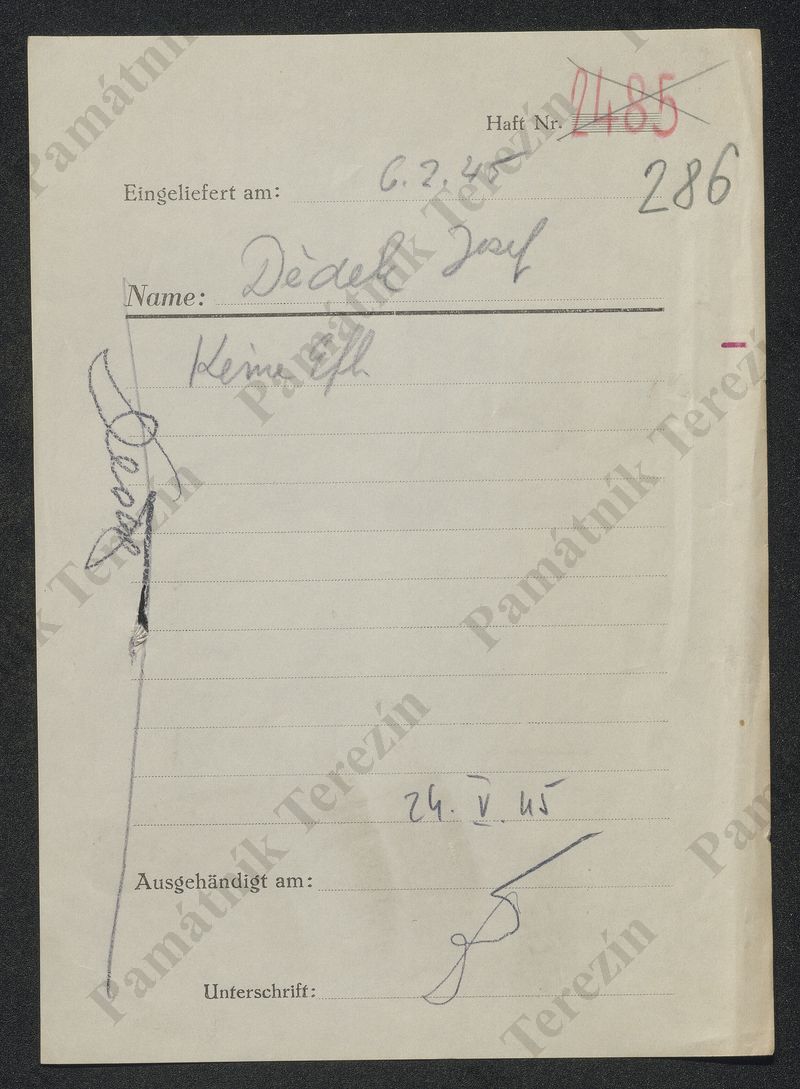 Haft Nr. 2485
286
Eingeliefert am: 6.2.45
Name: Dědek Josef
Keine Eff.
24. V. 45
Ausgehändigt am:
Unterschrift:
Památník Terezín